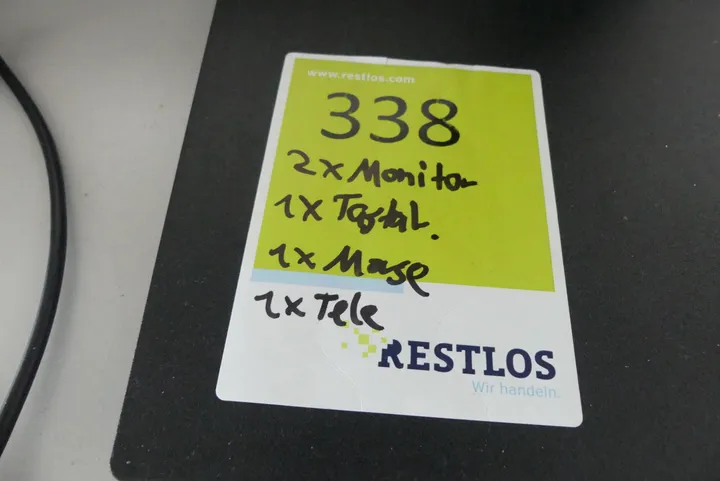 www.restlos.com
338
2x Monitor
1x Tastat.
1x Mause
1x Tele
RESTLOS
Wir handeln.